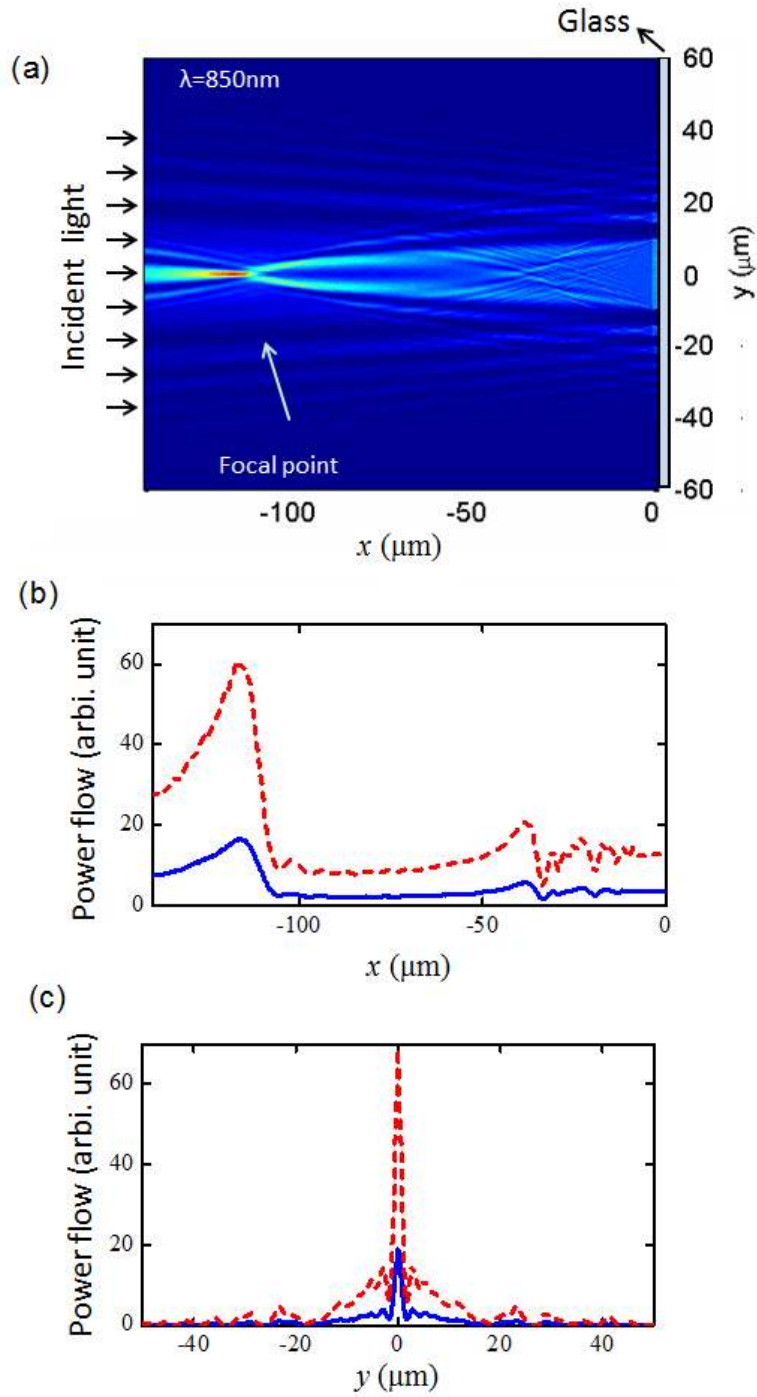 Glass
(a)
λ=850nm
60
40
20
0
-20
-40
-60
y (μm)
Incident light
Focal point
-100
-50
0
x (μm)
(b)
Power flow (arbi. unit)
60
40
20
0
-100
-50
0
x (μm)
(c)
Power flow (arbi. unit)
60
40
20
0
-40
-20
0
20
40
y (μm)